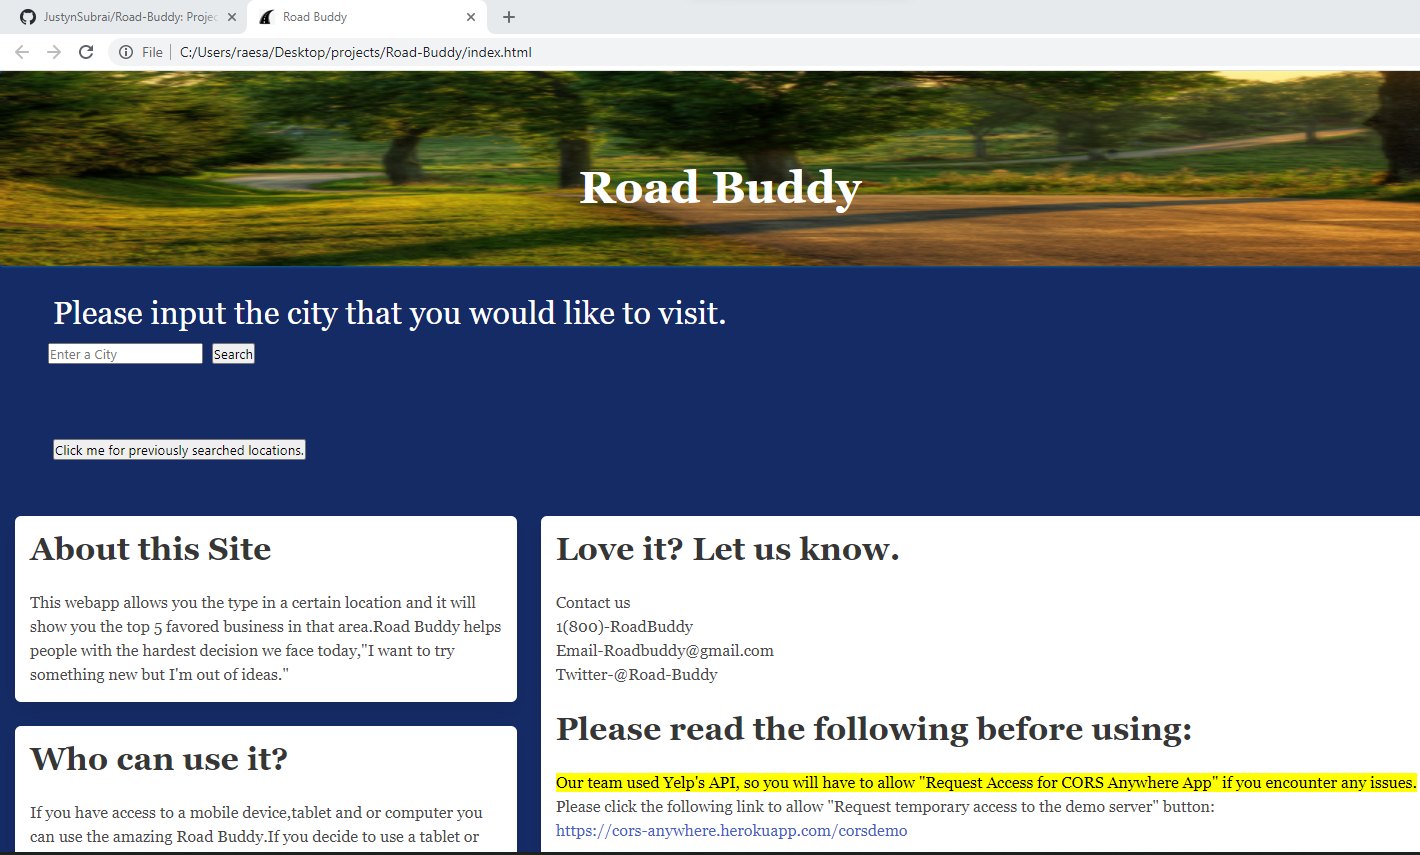 JustynSubrai/Road-Buddy: Projec
Road Buddy
File
C:/Users/raesa/Desktop/projects/Road-Buddy/index.html
Road Buddy
Please input the city that you would like to visit.
Enter a City
Search
Click me for previously searched locations.
About this Site
This webapp allows you the type in a certain location and it will
show you the top 5 favored business in that area.Road Buddy helps
people with the hardest decision we face today,"I want to try
something new but I'm out of ideas."
Who can use it?
If you have access to a mobile device,tablet and or computer you
can use the amazing Road Buddy.If you decide to use a tablet or
Love it? Let us know.
Contact us
1(800)-RoadBuddy
Email-Roadbuddy@gmail.com
Twitter-@Road-Buddy
Please read the following before using:
Our team used Yelp's API, so you will have to allow "Request Access for CORS Anywhere App" if you encounter any issues.
Please click the following link to allow "Request temporary access to the demo server" button:
https://cors-anywhere.herokuapp.com/corsdemo